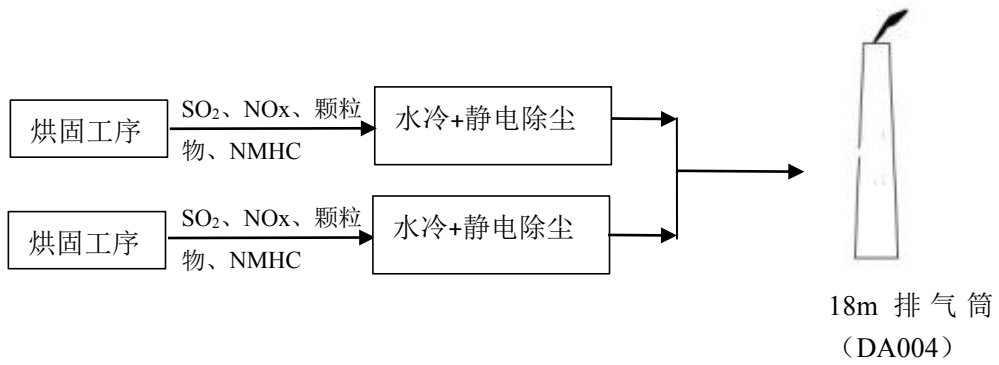 烘固工序
SO₂、NOx、颗粒
物、NMHC
水冷+静电除尘
烘固工序
SO₂、NOx、颗粒
物、NMHC
水冷+静电除尘
18m 排气筒
（DA004）